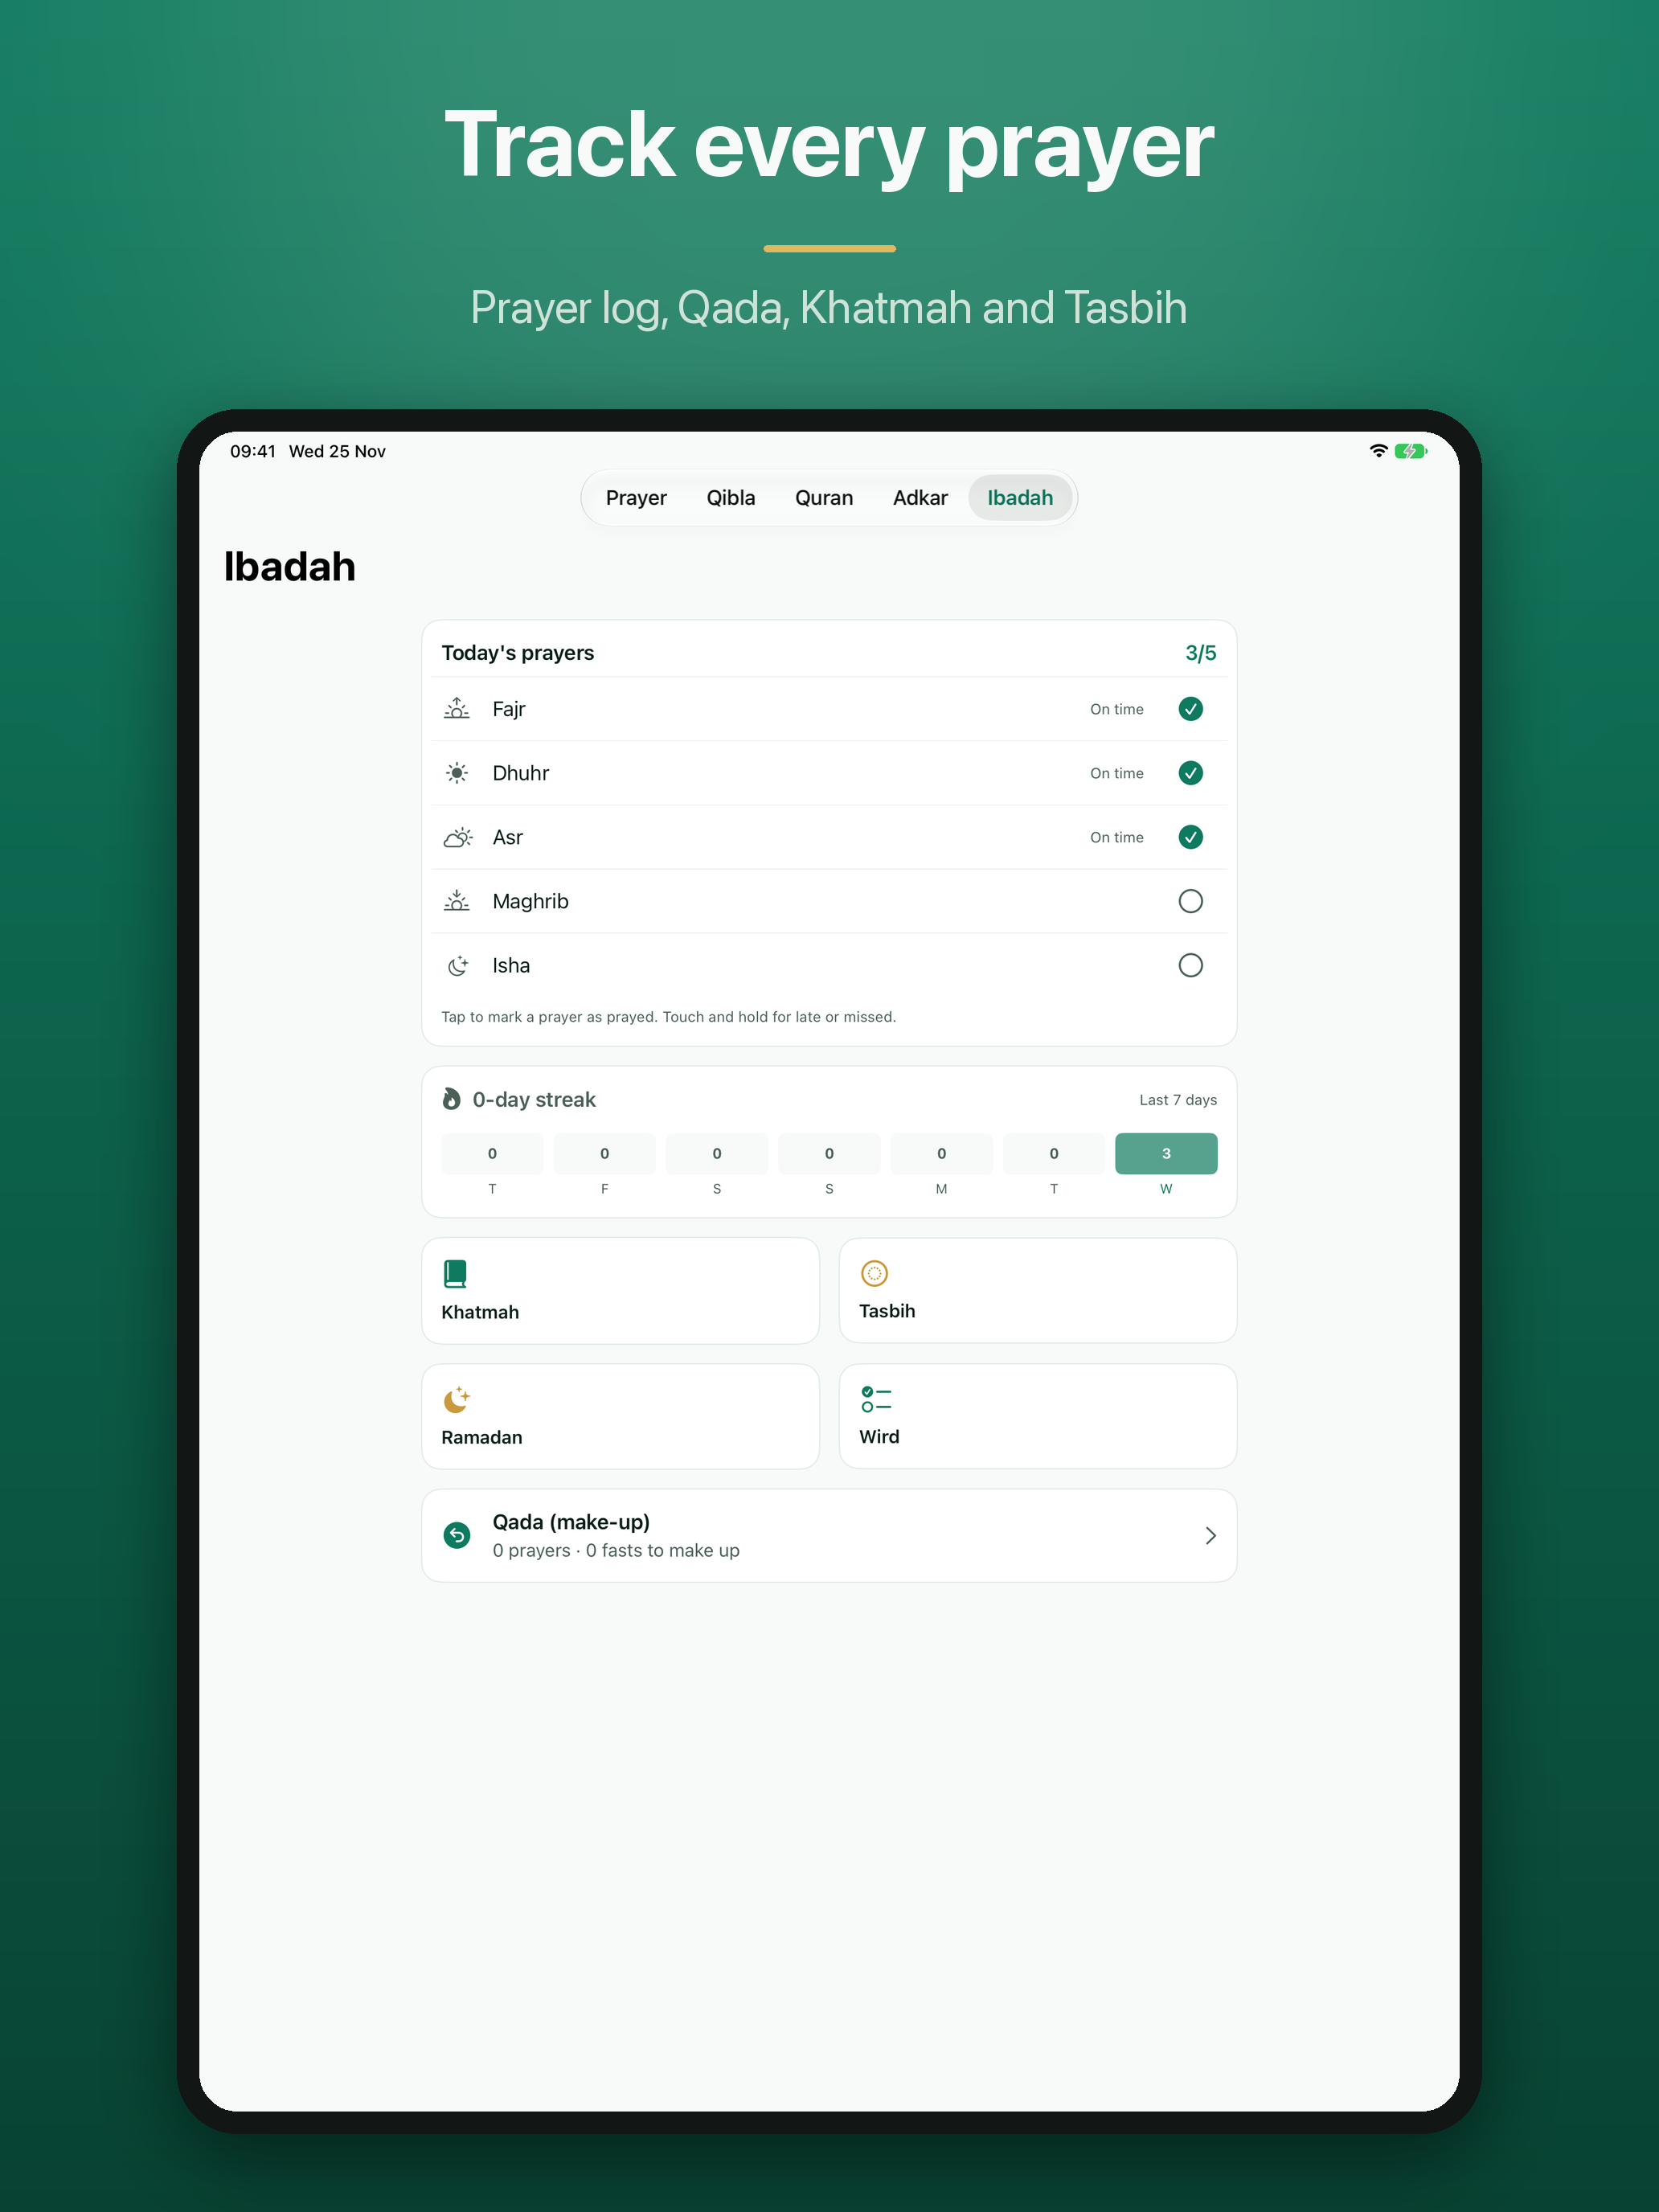 Track every prayer
Prayer log, Qada, Khatmah and Tasbih
09:41 Wed 25 Nov
Prayer Qibla Quran Adkar Ibadah
Ibadah
Today's prayers 3/5
Fajr On time
Dhuhr On time
Asr On time
Maghrib
Isha
Tap to mark a prayer as prayed. Touch and hold for late or missed.
0-day streak Last 7 days
0 0 0 0 0 0 3
T F S S M T W
Khatmah Tasbih
Ramadan Wird
Qada (make-up)
0 prayers · 0 fasts to make up